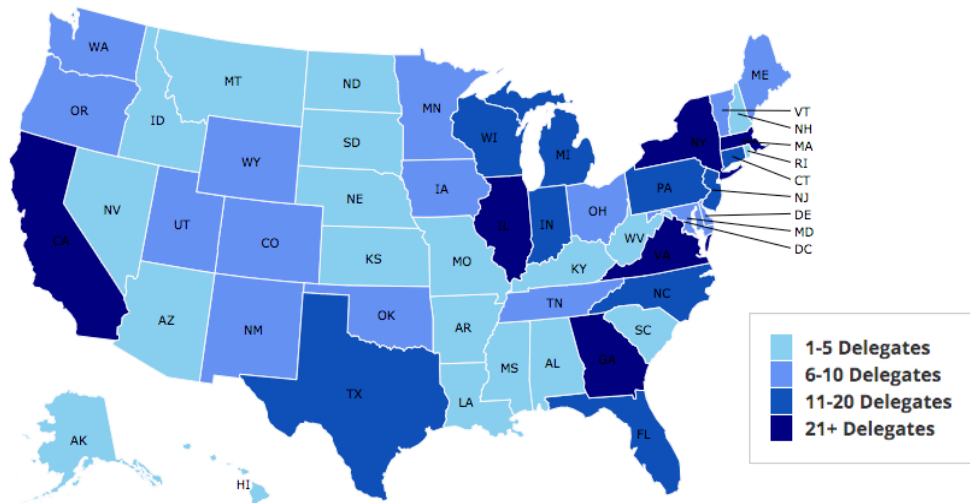 WA
MT
ND
MN
ME
OR
ID
SD
WI
MI
NY
VT
NH
MA
RI
CT
NJ
DE
MD
DC
WY
IA
NE
PA
NV
UT
CO
IL
IN
OH
CA
KS
MO
WV
VA
KY
AZ
NM
OK
TN
NC
AR
SC
TX
MS
AL
GA
LA
FL
AK
HI
1-5 Delegates
6-10 Delegates
11-20 Delegates
21+ Delegates